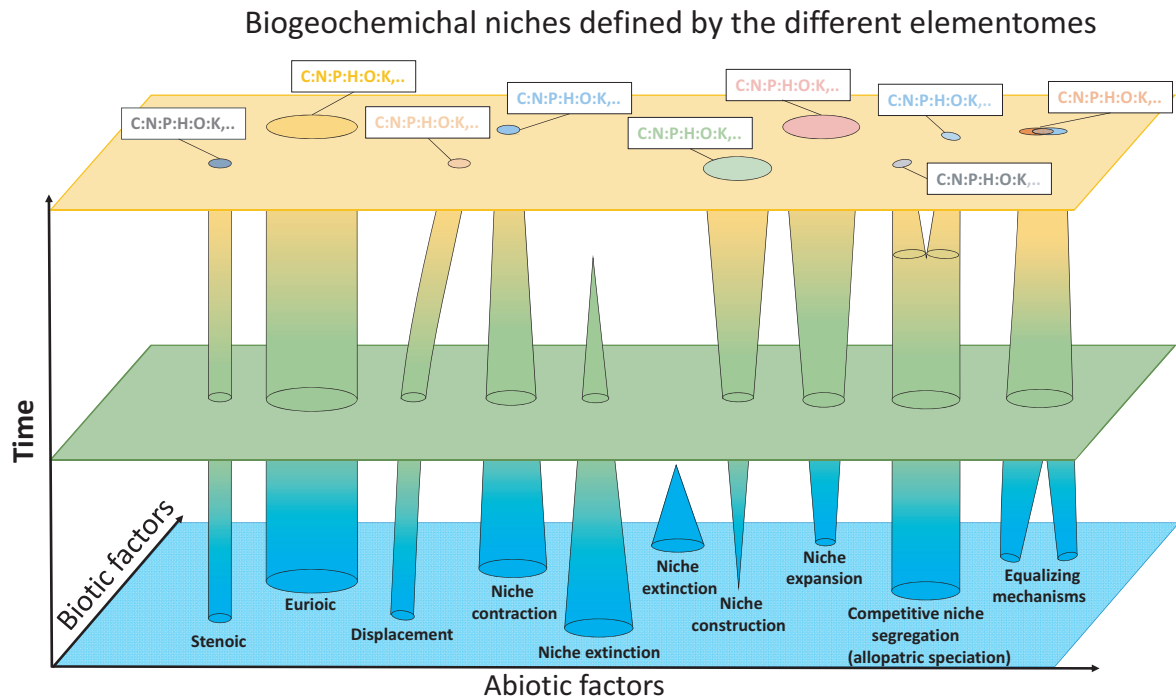 Biogeochemichal niches defined by the different elementomes
C:N:P:H:O:K,..
C:N:P:H:O:K,..
C:N:P:H:O:K,..
C:N:P:H:O:K,..
C:N:P:H:O:K,..
C:N:P:H:O:K,..
C:N:P:H:O:K,..
C:N:P:H:O:K,..
C:N:P:H:O:K,..
Time
Biotic factors
Abiotic factors
Stenoic
Eurioic
Displacement
Niche
contraction
Niche extinction
Niche
extinction
Niche
construction
Niche
expansion
Competitive niche
segregation
(allopatric speciation)
Equalizing
mechanisms